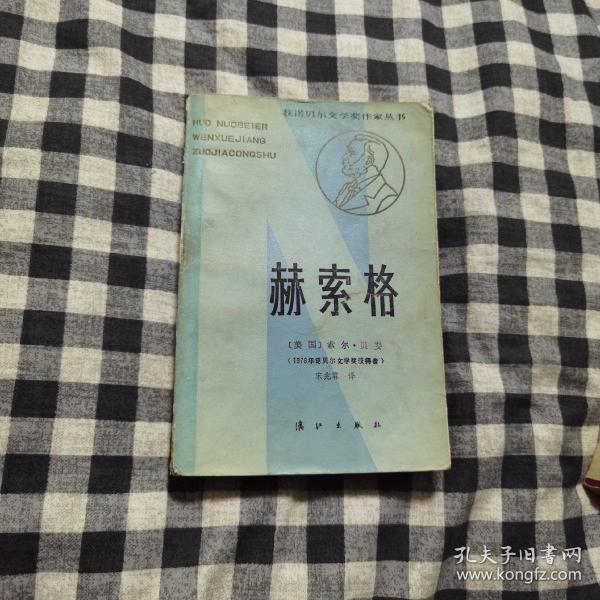 获诺贝尔文学奖作家丛书
HUO NUOBEIER
WENXUEJIANG
ZUOJIACONGSHU
赫索格
〔美国〕索尔·贝娄
(1976年诺贝尔文学奖获得者)
宋兆霖 译
漓江出版社
孔夫子旧书网
www.kongfz.com